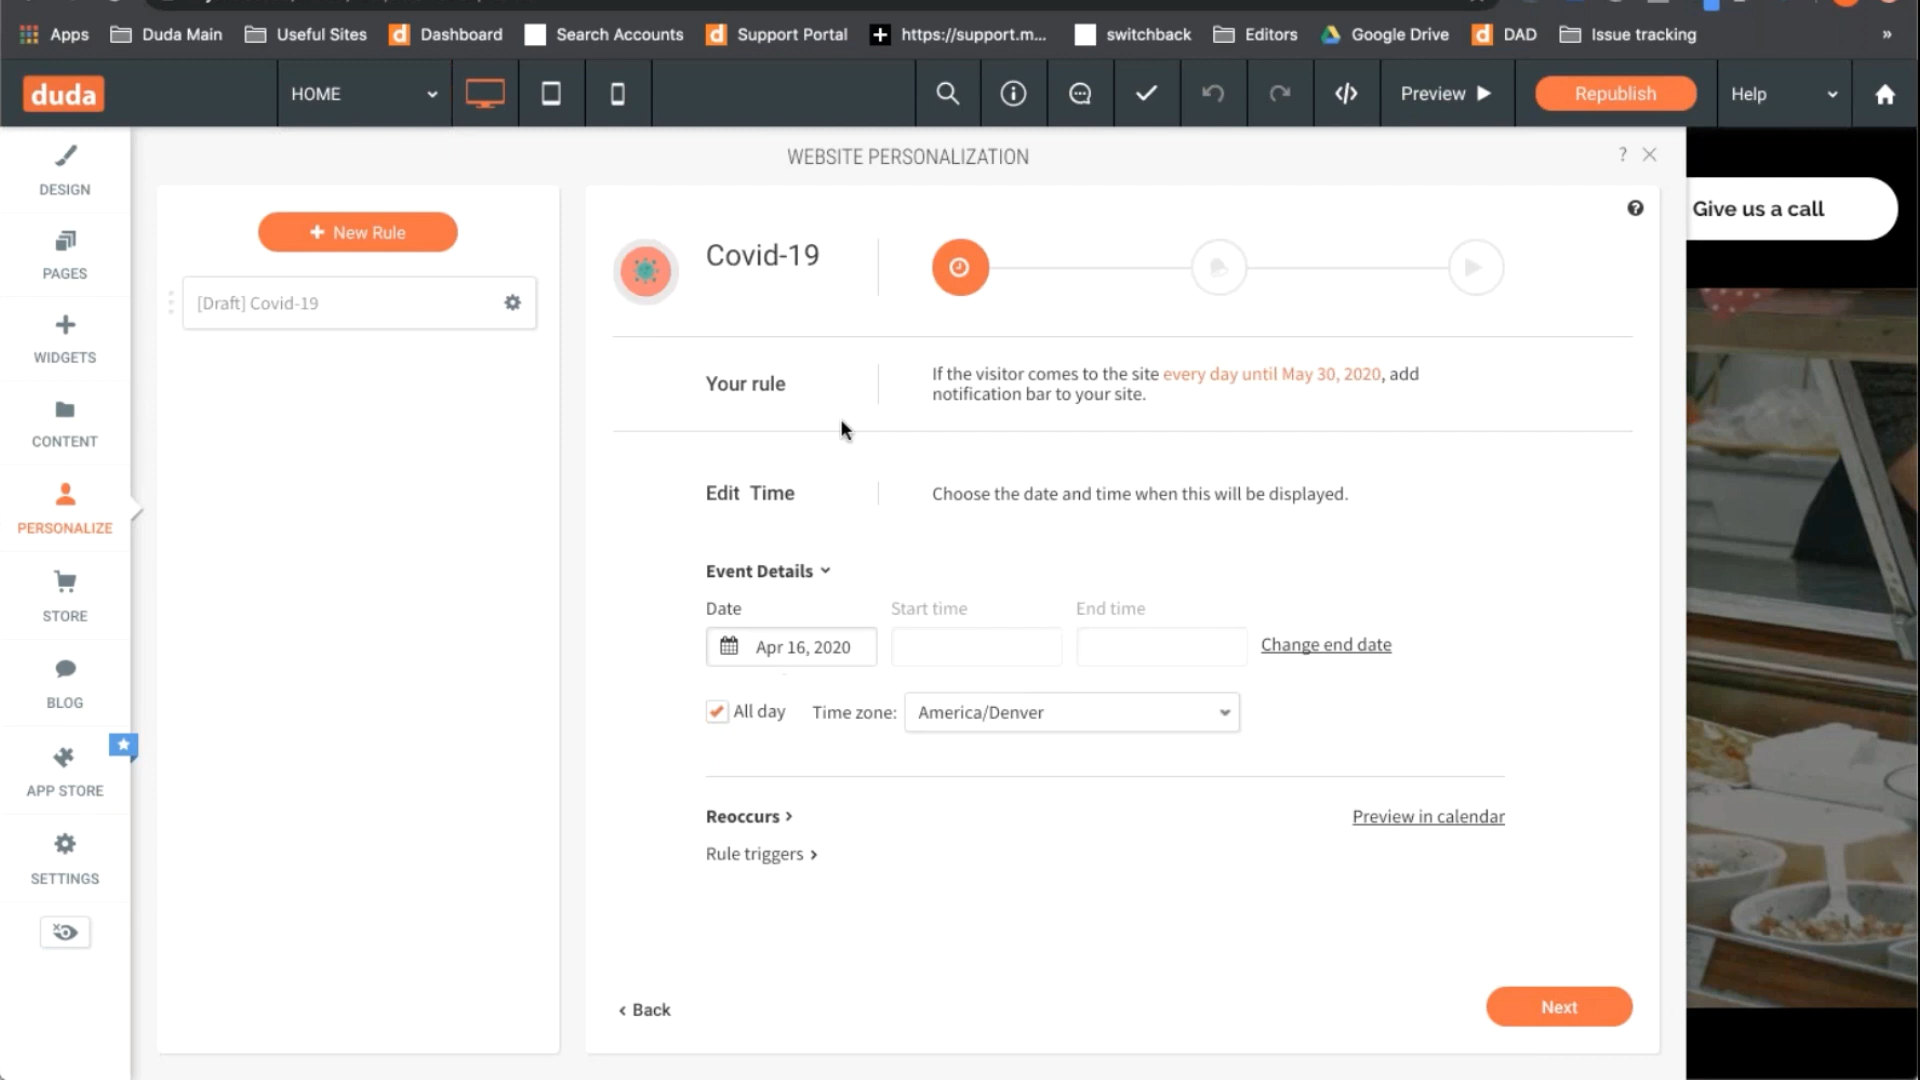 Apps
Duda Main
Useful Sites
Dashboard
Search Accounts
Support Portal
https://support.m...
switchback
Editors
Google Drive
DAD
Issue tracking
»
duda
HOME
Preview
Republish
Help
DESIGN
PAGES
WIDGETS
CONTENT
PERSONALIZE
STORE
BLOG
APP STORE
SETTINGS
WEBSITE PERSONALIZATION
?
+ New Rule
[Draft] Covid-19
Covid-19
Your rule
If the visitor comes to the site every day until May 30, 2020, add
notification bar to your site.
Edit Time
Choose the date and time when this will be displayed.
Event Details
Date
Start time
End time
Apr 16, 2020
Change end date
All day
Time zone:
America/Denver
Reoccurs >
Preview in calendar
Rule triggers >
< Back
Next
Give us a call